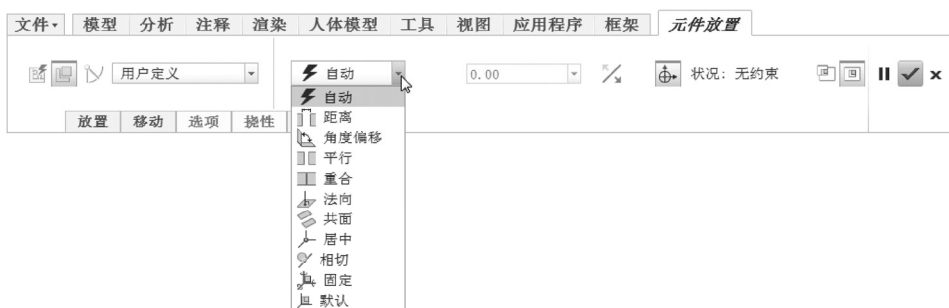 文件 模型 分析 注释 渲染 人体模型 工具 视图 应用程序 框架 元件放置
用户定义 自动 0.00 状况：无约束
放置 移动 选项 挠性
自动
距离
角度偏移
平行
重合
法向
共面
居中
相切
固定
默认